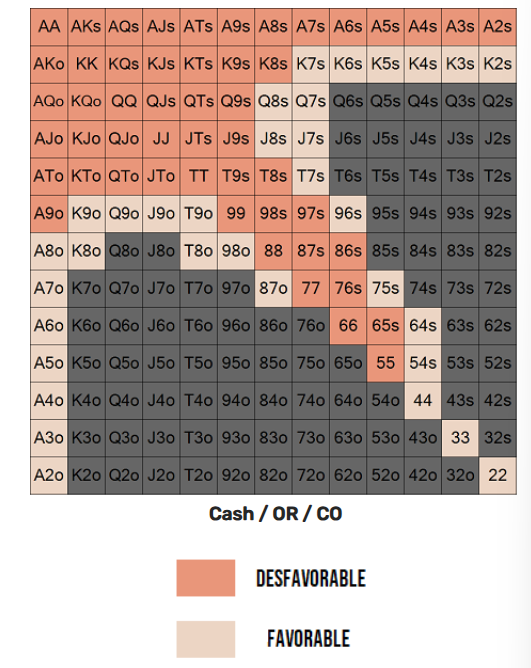 AA AKs AQs AJs ATs A9s A8s A7s A6s A5s A4s A3s A2s
AKo KK KQs KJs KTs K9s K8s K7s K6s K5s K4s K3s K2s
AQo KQo QQ QJs QTs Q9s Q8s Q7s Q6s Q5s Q4s Q3s Q2s
AJo KJo QJo JJ JTs J9s J8s J7s J6s J5s J4s J3s J2s
ATo KTo QTo JTo TT T9s T8s T7s T6s T5s T4s T3s T2s
A9o K9o Q9o J9o T9o 99 98s 97s 96s 95s 94s 93s 92s
A8o K8o Q8o J8o T8o 98o 88 87s 86s 85s 84s 83s 82s
A7o K7o Q7o J7o T7o 97o 87o 77 76s 75s 74s 73s 72s
A6o K6o Q6o J6o T6o 96o 86o 76o 66 65s 64s 63s 62s
A5o K5o Q5o J5o T5o 95o 85o 75o 65o 55 54s 53s 52s
A4o K4o Q4o J4o T4o 94o 84o 74o 64o 54o 44 43s 42s
A3o K3o Q3o J3o T3o 93o 83o 73o 63o 53o 43o 33 32s
A2o K2o Q2o J2o T2o 92o 82o 72o 62o 52o 42o 32o 22
Cash / OR / CO
DESFAVORABLE
FAVORABLE